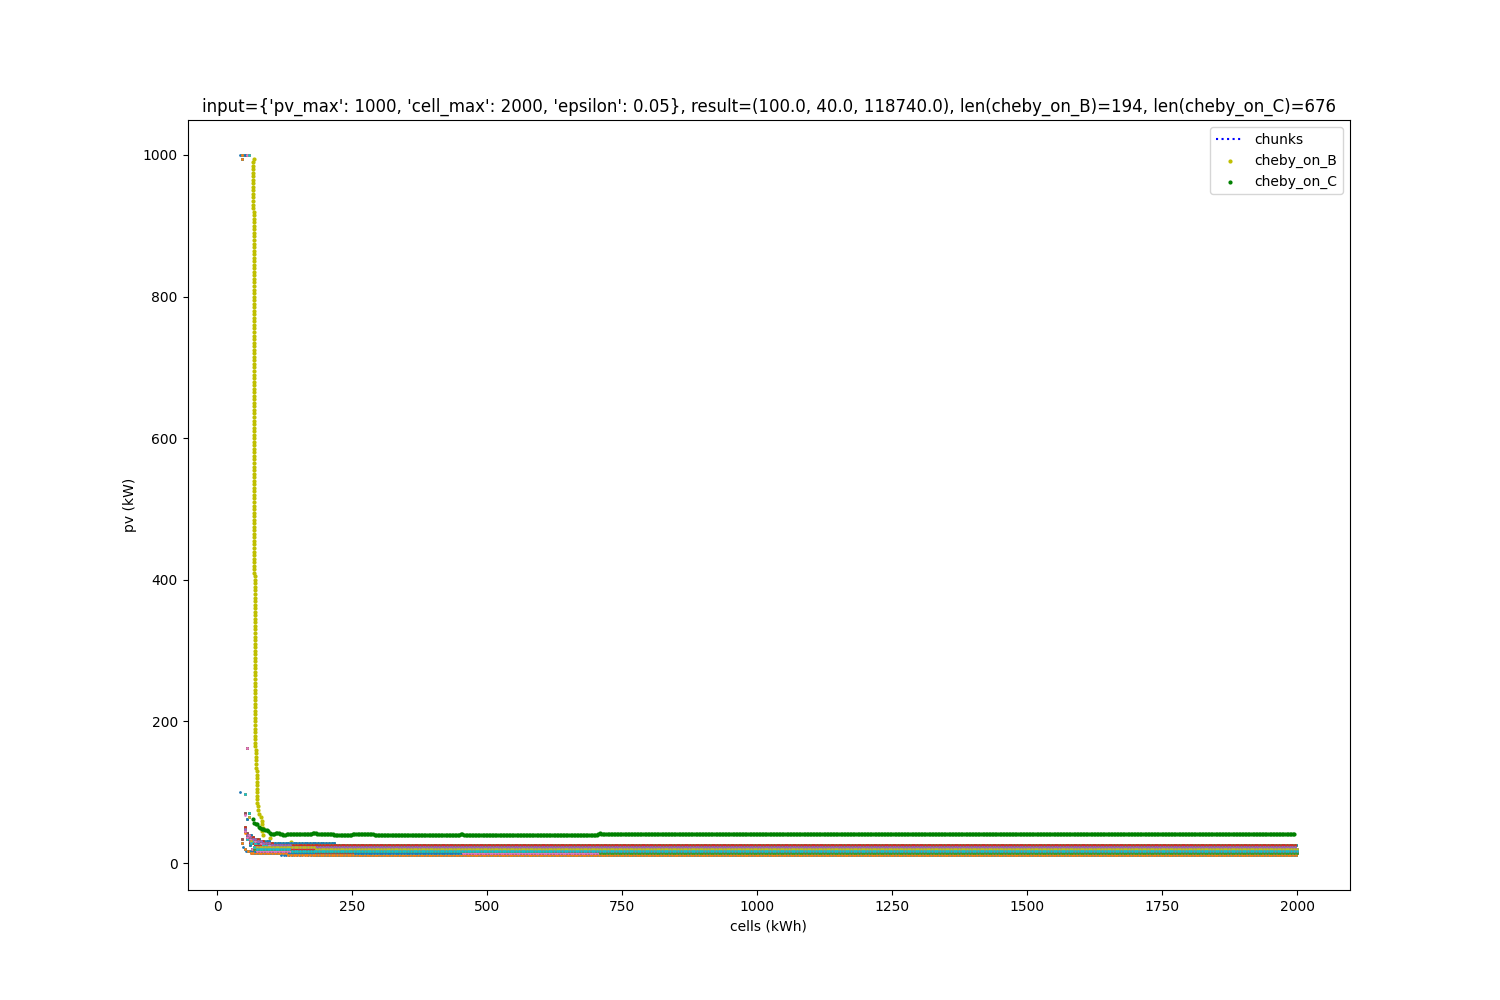 input={'pv_max': 1000, 'cell_max': 2000, 'epsilon': 0.05}, result=(100.0, 40.0, 118740.0), len(cheby_on_B)=194, len(cheby_on_C)=676
chunks
cheby_on_B
cheby_on_C
1000
800
600
400
200
0
pv (kW)
0 250 500 750 1000 1250 1500 1750 2000
cells (kWh)